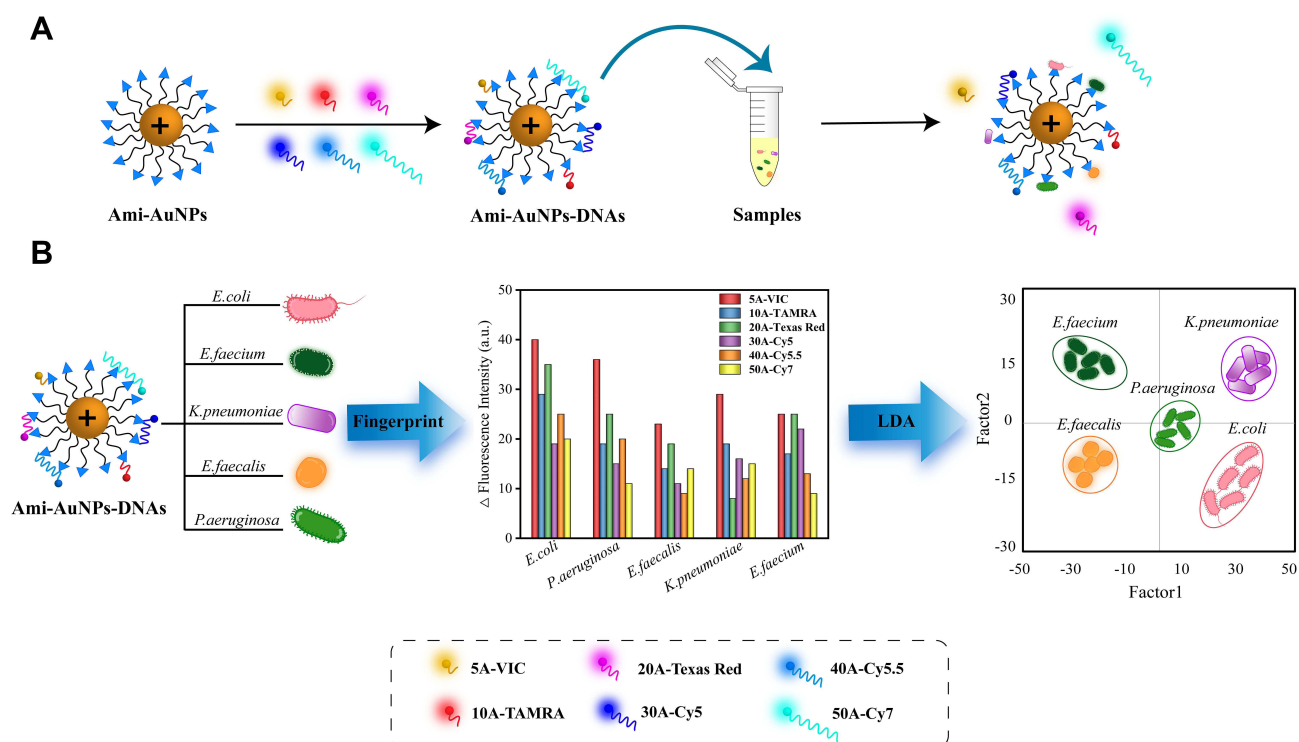 A
+
+
+
Ami-AuNPs
Ami-AuNPs-DNAs
Samples
B
E.coli
E.faecium
K.pneumoniae
E.faecalis
P.aeruginosa
+
Ami-AuNPs-DNAs
Fingerprint
△ Fluorescence Intensity (a.u.)
50
40
30
20
10
0
5A-VIC
10A-TAMRA
20A-Texas Red
30A-Cy5
40A-Cy5.5
50A-Cy7
E.coli
P.aeruginosa
E.faecalis
K.pneumoniae
E.faecium
LDA
Factor2
30
15
0
-15
-30
E.faecium
K.pneumoniae
P.aeruginosa
E.faecalis
E.coli
-50 -30 -10 10 30 50
Factor1
5A-VIC
20A-Texas Red
40A-Cy5.5
10A-TAMRA
30A-Cy5
50A-Cy7